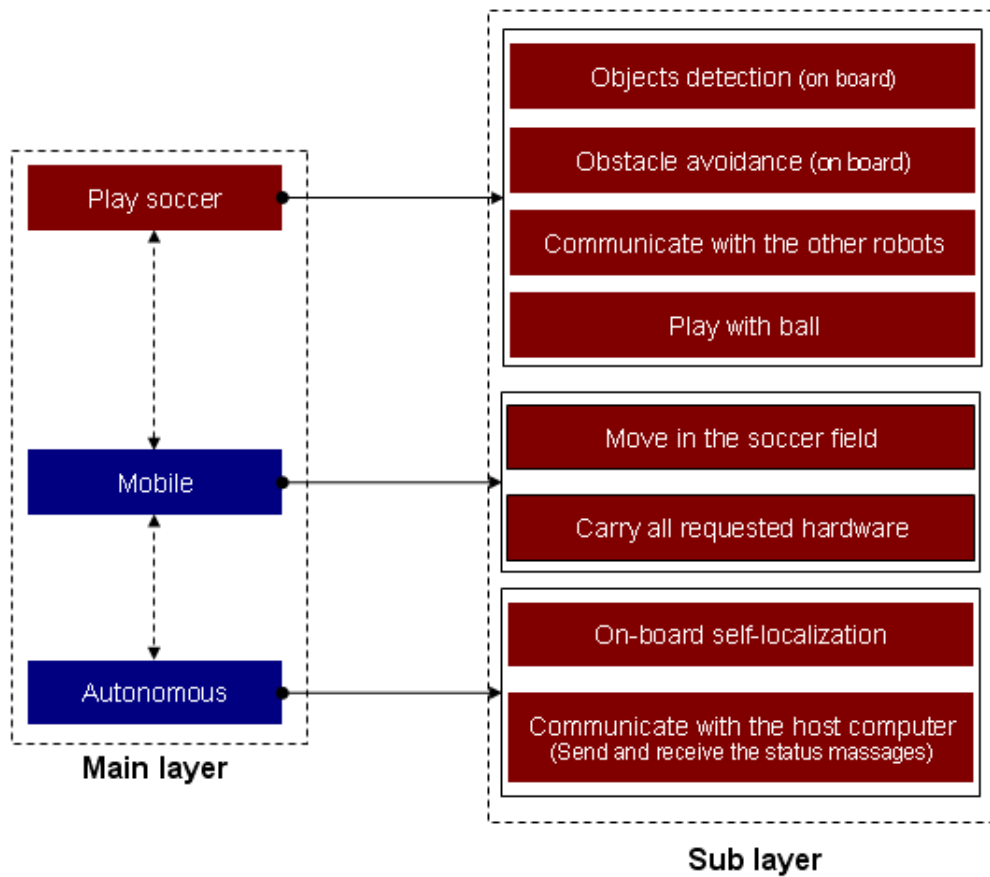 Play soccer
Mobile
Autonomous
Main layer
Objects detection (on board)
Obstacle avoidance (on board)
Communicate with the other robots
Play with ball
Move in the soccer field
Carry all requested hardware
On-board self-localization
Communicate with the host computer
(Send and receive the status massages)
Sub layer